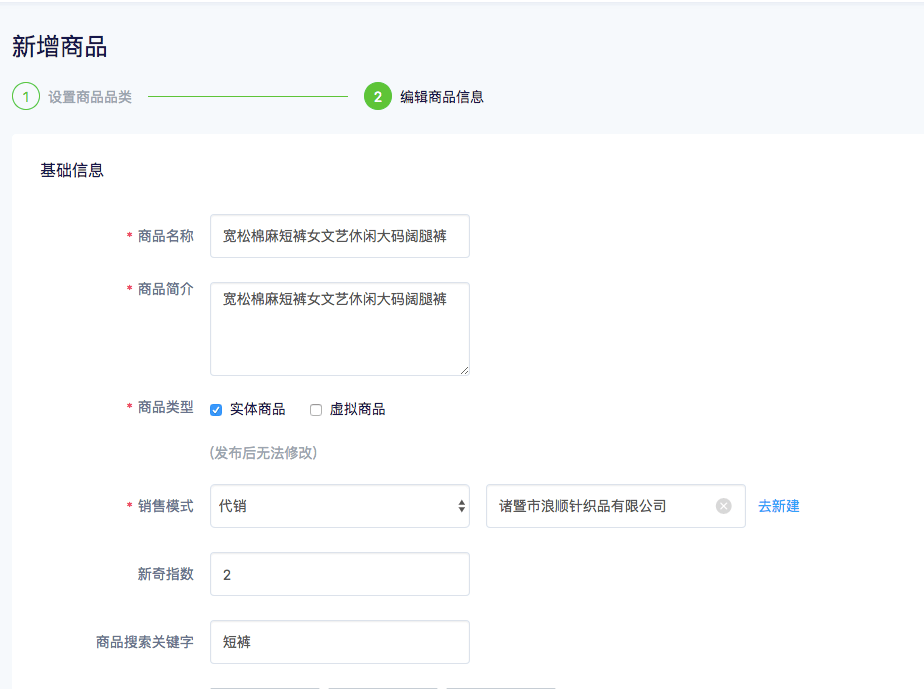 新增商品
1 设置商品品类 2 编辑商品信息
基础信息
* 商品名称 宽松棉麻短裤女文艺休闲大码阔腿裤
* 商品简介 宽松棉麻短裤女文艺休闲大码阔腿裤
* 商品类型 实体商品 虚拟商品
(发布后无法修改)
* 销售模式 代销 诸暨市浪顺针织品有限公司 去新建
新奇指数 2
商品搜索关键字 短裤